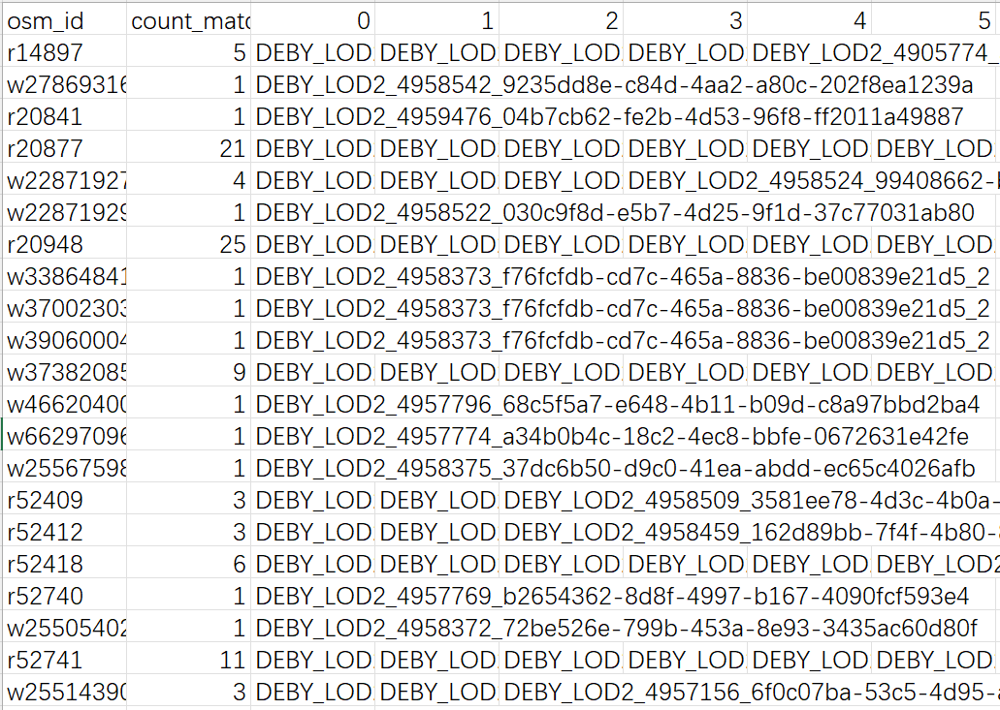 osm_id count_matc 0 1 2 3 4 5
r14897 5 DEBY_LOD DEBY_LOD DEBY_LOD DEBY_LOD DEBY_LOD2_4905774_
w27869316 1 DEBY_LOD2_4958542_9235dd8e-c84d-4aa2-a80c-202f8ea1239a
r20841 1 DEBY_LOD2_4959476_04b7cb62-fe2b-4d53-96f8-ff2011a49887
r20877 21 DEBY_LOD DEBY_LOD DEBY_LOD DEBY_LOD DEBY_LOD DEBY_LOD
w22871927 4 DEBY_LOD DEBY_LOD DEBY_LOD DEBY_LOD2_4958524_99408662-
w22871929 1 DEBY_LOD2_4958522_030c9f8d-e5b7-4d25-9f1d-37c77031ab80
r20948 25 DEBY_LOD DEBY_LOD DEBY_LOD DEBY_LOD DEBY_LOD DEBY_LOD
w33864841 1 DEBY_LOD2_4958373_f76fcfdb-cd7c-465a-8836-be00839e21d5_2
w37002303 1 DEBY_LOD2_4958373_f76fcfdb-cd7c-465a-8836-be00839e21d5_2
w39060004 1 DEBY_LOD2_4958373_f76fcfdb-cd7c-465a-8836-be00839e21d5_2
w37382085 9 DEBY_LOD DEBY_LOD DEBY_LOD DEBY_LOD DEBY_LOD DEBY_LOD
w46620400 1 DEBY_LOD2_4957796_68c5f5a7-e648-4b11-b09d-c8a97bbd2ba4
w66297096 1 DEBY_LOD2_4957774_a34b0b4c-18c2-4ec8-bbfe-0672631e42fe
w25567598 1 DEBY_LOD2_4958375_37dc6b50-d9c0-41ea-abdd-ec65c4026afb
r52409 3 DEBY_LOD DEBY_LOD DEBY_LOD2_4958509_3581ee78-4d3c-4b0a-
r52412 3 DEBY_LOD DEBY_LOD DEBY_LOD2_4958459_162d89bb-7f4f-4b80-
r52418 6 DEBY_LOD DEBY_LOD DEBY_LOD DEBY_LOD DEBY_LOD DEBY_LOD2
r52740 1 DEBY_LOD2_4957769_b2654362-8d8f-4997-b167-4090fcf593e4
w25505402 1 DEBY_LOD2_4958372_72be526e-799b-453a-8e93-3435ac60d80f
r52741 11 DEBY_LOD DEBY_LOD DEBY_LOD DEBY_LOD DEBY_LOD DEBY_LOD
w25514390 3 DEBY_LOD DEBY_LOD DEBY_LOD2_4957156_6f0c07ba-53c5-4d95-